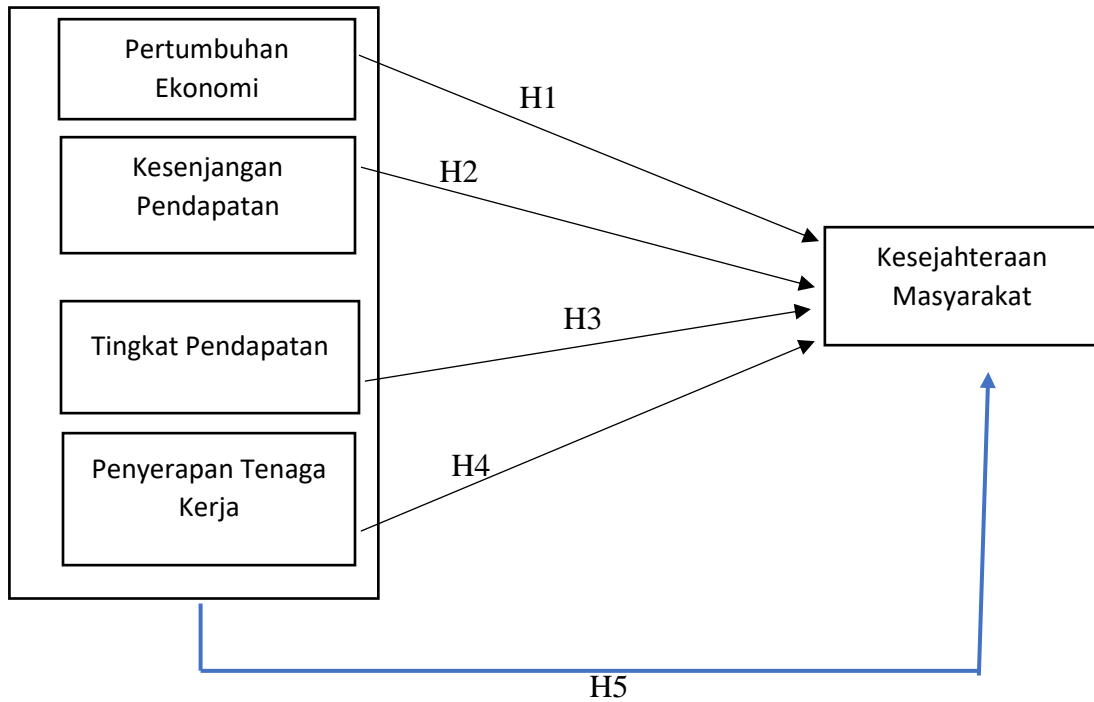 Pertumbuhan
Ekonomi
H1
Kesenjangan
Pendapatan
H2
Kesejahteraan
Masyarakat
Tingkat Pendapatan
H3
Penyerapan Tenaga
Kerja
H4
H5